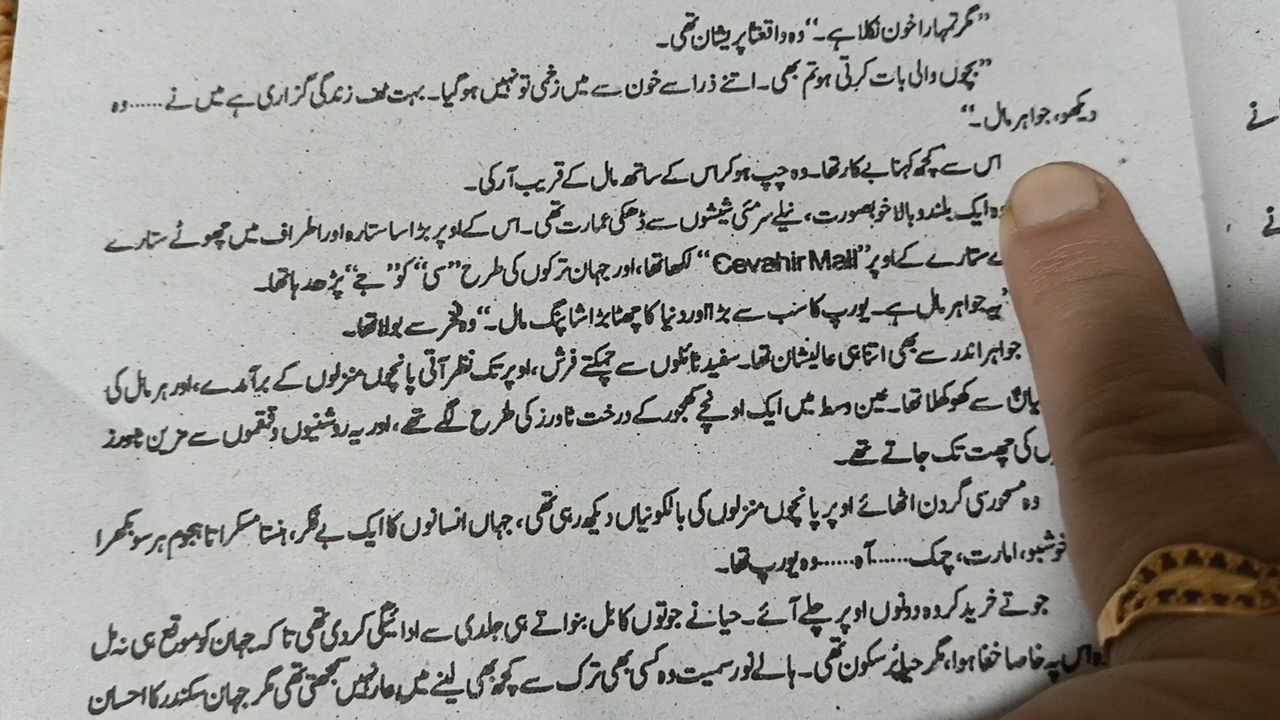 ”مگر تمہارا خون نکلا ہے۔“ وہ واقعتاً پریشان تھی۔
”بچوں والی بات کرتی ہو تم بھی۔ اتنے ذرا سے خون سے میں زخمی تو نہیں ہو گیا۔ بہت ٹف زندگی گزاری ہے میں نے ...... وہ
دیکھو، جواہر مال۔“
اس سے کچھ کہنا بے کار تھا۔ وہ چپ ہو کر اس کے ساتھ مال کے قریب آ رکی۔
وہ ایک بلند و بالا خوبصورت، نیلے سرمئی شیشوں سے ڈھکی عمارت تھی۔ اس کے اوپر بڑا سا ستارہ اور اطراف میں چھوٹے ستارے
ستارے کے اوپر ”Cevahir Mall“ لکھا تھا، اور جہان ترکوں کی طرح ”سی“ کو ”جے“ پڑھ رہا تھا۔
”یہ جواہر مال ہے۔ یورپ کا سب سے بڑا اور دنیا کا چھٹا بڑا شاپنگ مال۔“ وہ فخر سے بولا تھا۔
جواہر اندر سے بھی اتنا ہی عالیشان تھا۔ سفید ٹائلوں سے چمکتے فرش، اوپر تک نظر آتی پانچوں منزلوں کے برآمدے، اور ہر مال کی
سے کھوکھلا تھا۔ عین وسط میں ایک اونچے کھجور کے درخت ٹاورز کی طرح لگے تھے، اور یہ روشنیوں و قمقموں سے مزین ٹاورز
کی چھت تک جاتے تھے۔
وہ مسحور سی گردن اٹھائے اوپر پانچوں منزلوں کی بالکونیاں دیکھ رہی تھی، جہاں انسانوں کا ایک بے فکر، ہنستا مسکراتا ہجوم ہر سو بکھرا
خوشبو، امارت، چمک ...... آہ ...... وہ یورپ تھا۔
جوتے خرید کر وہ دونوں اوپر چلے آئے۔ حیا نے جوتوں کا بل بنواتے ہی جلدی سے ادائیگی کر دی تھی تا کہ جہان کو موقع ہی نہ مل
اس پہ خاصا خفا ہوا، مگر حیا پُرسکون تھی۔ ہالے نور سمیت وہ کسی بھی ترک سے کچھ بھی لینے میں عار نہیں سمجھتی تھی مگر جہان سکندر کا احسان